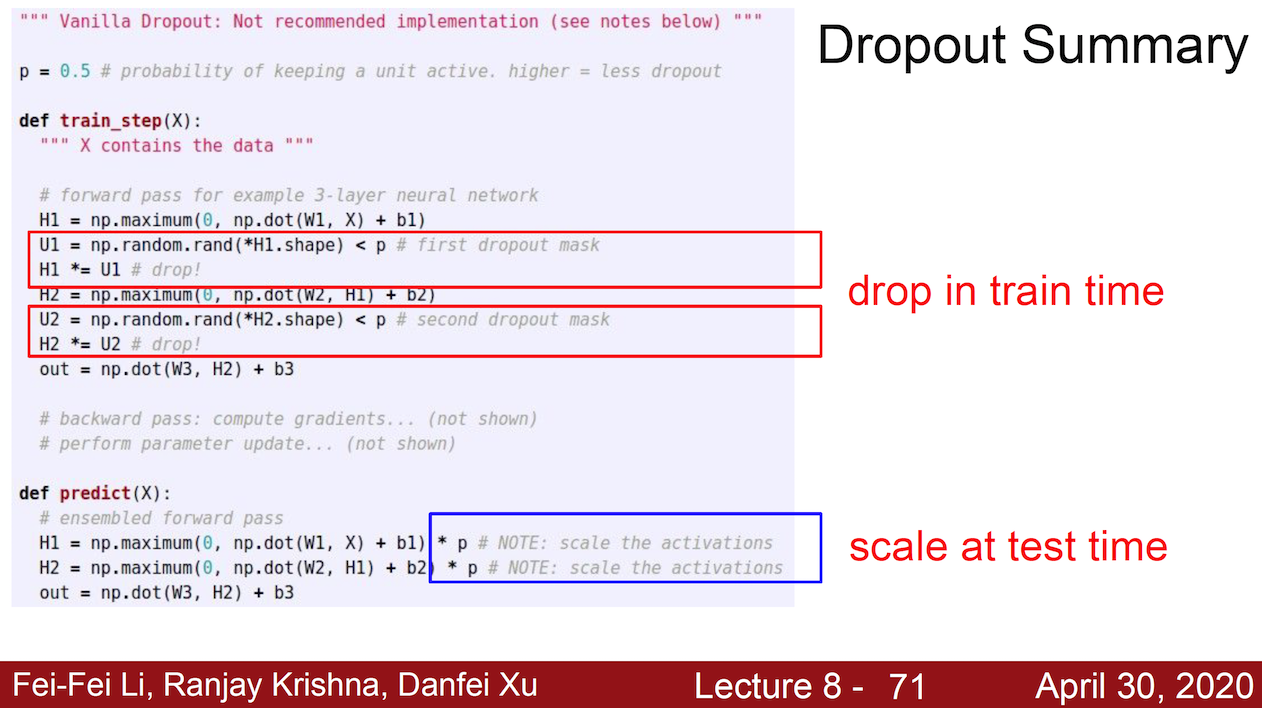 Dropout Summary
""" Vanilla Dropout: Not recommended implementation (see notes below) """
p = 0.5 # probability of keeping a unit active. higher = less dropout
def train_step(X):
""" X contains the data """
# forward pass for example 3-layer neural network
H1 = np.maximum(0, np.dot(W1, X) + b1)
U1 = np.random.rand(*H1.shape) < p # first dropout mask
H1 *= U1 # drop!
H2 = np.maximum(0, np.dot(W2, H1) + b2)
U2 = np.random.rand(*H2.shape) < p # second dropout mask
H2 *= U2 # drop!
out = np.dot(W3, H2) + b3
# backward pass: compute gradients... (not shown)
# perform parameter update... (not shown)
def predict(X):
# ensembled forward pass
H1 = np.maximum(0, np.dot(W1, X) + b1) * p # NOTE: scale the activations
H2 = np.maximum(0, np.dot(W2, H1) + b2) * p # NOTE: scale the activations
out = np.dot(W3, H2) + b3
drop in train time
scale at test time
Fei-Fei Li, Ranjay Krishna, Danfei Xu
Lecture 8 - 71
April 30, 2020